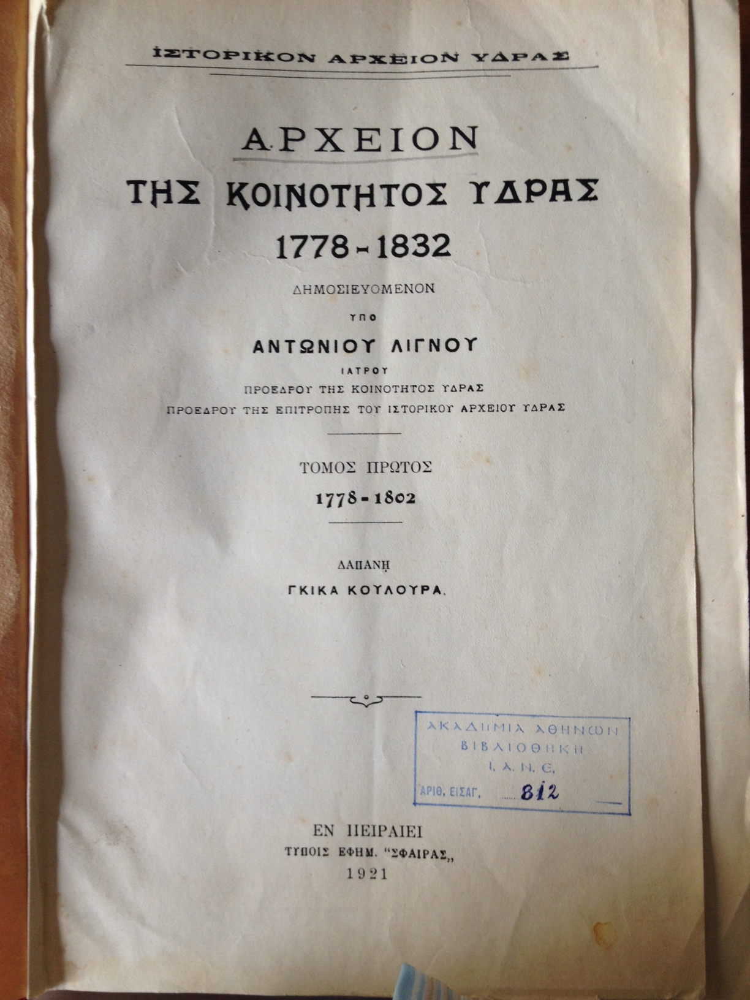 ΙΣΤΟΡΙΚΟΝ ΑΡΧΕΙΟΝ ΥΔΡΑΣ
ΑΡΧΕΙΟΝ
ΤΗΣ ΚΟΙΝΟΤΗΤΟΣ ΥΔΡΑΣ
1778-1832
ΔΗΜΟΣΙΕΥΟΜΕΝΟΝ
ΥΠΟ
ΑΝΤΩΝΙΟΥ ΛΙΓΝΟΥ
ΙΑΤΡΟΥ
ΠΡΟΕΔΡΟΥ ΤΗΣ ΚΟΙΝΟΤΗΤΟΣ ΥΔΡΑΣ
ΠΡΟΕΔΡΟΥ ΤΗΣ ΕΠΙΤΡΟΠΗΣ ΤΟΥ ΙΣΤΟΡΙΚΟΥ ΑΡΧΕΙΟΥ ΥΔΡΑΣ
ΤΟΜΟΣ ΠΡΩΤΟΣ
1778-1802
ΔΑΠΑΝῌ
ΓΚΙΚΑ ΚΟΥΛΟΥΡΑ.
ΑΚΑΔΗΜΙΑ ΑΘΗΝΩΝ
ΒΙΒΛΙΟΘΗΚΗ
Ι. Α. Ν. Ε.
ΑΡΙΘ. ΕΙΣΑΓ. 812
ΕΝ ΠΕΙΡΑΙΕΙ
ΤΥΠΟΙΣ ΕΦΗΜ. “ΣΦΑΙΡΑΣ„
1921